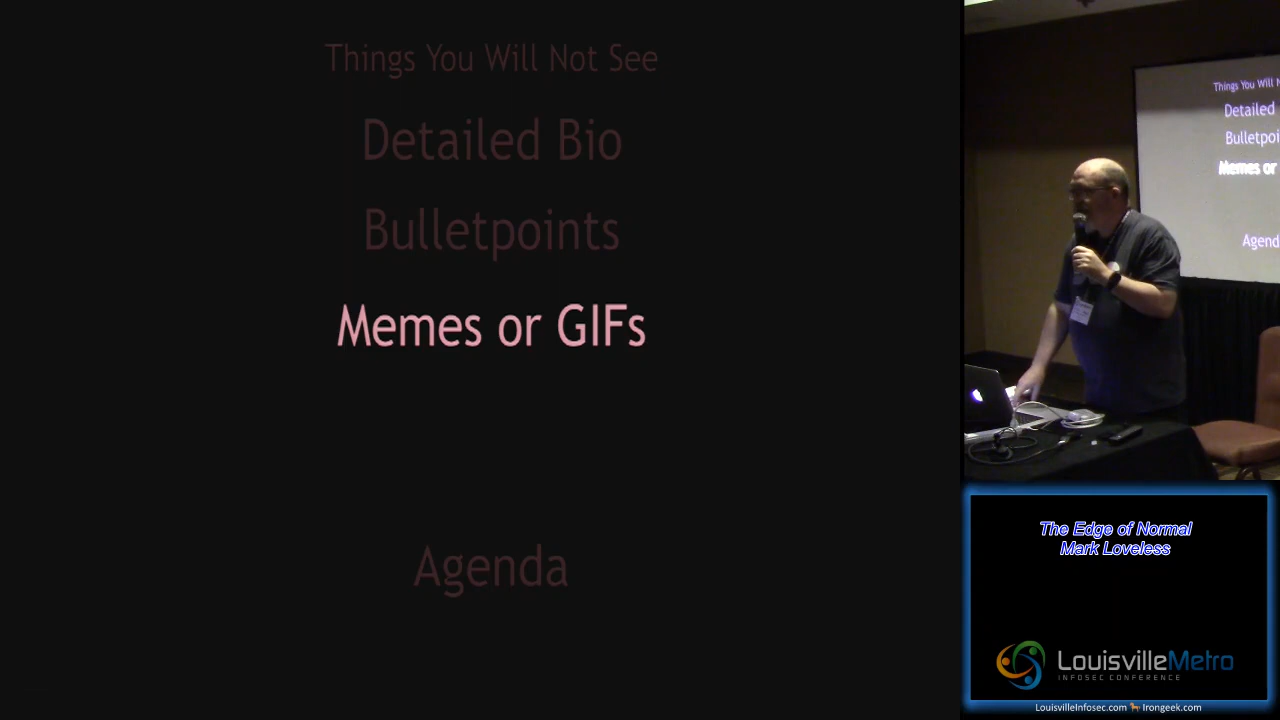 Things You Will Not See
Detailed Bio
Bulletpoints
Memes or GIFs
Agenda
Things You Will N
Detailed
Bulletpoi
Memes or
Agend
The Edge of Normal
Mark Loveless
LouisvilleMetro
INFOSEC CONFERENCE
LouisvilleInfosec.com Irongeek.com